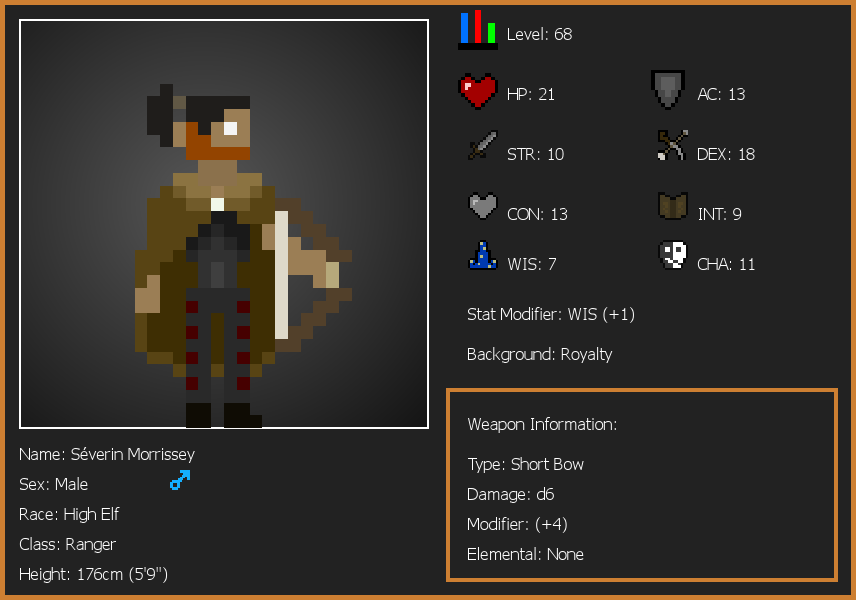 Level: 68
HP: 21
AC: 13
STR: 10
DEX: 18
CON: 13
INT: 9
WIS: 7
CHA: 11
Stat Modifier: WIS (+1)
Background: Royalty
Weapon Information:
Type: Short Bow
Damage: d6
Modifier: (+4)
Elemental: None
Name: Séverin Morrissey
Sex: Male
Race: High Elf
Class: Ranger
Height: 176cm (5'9")